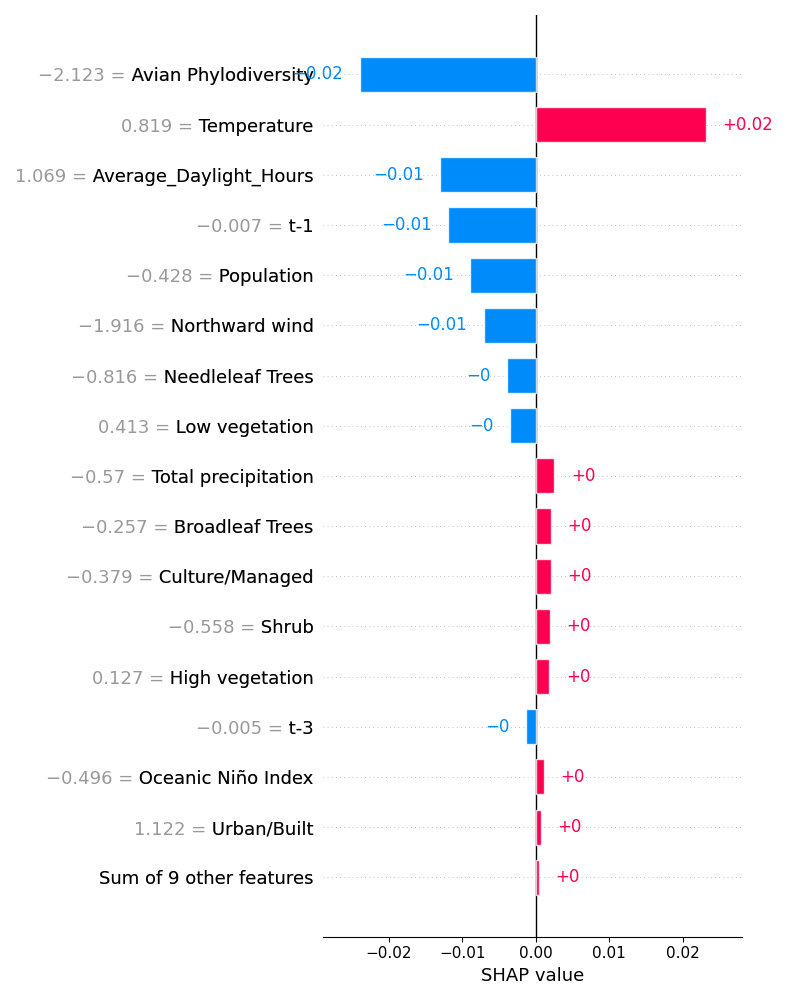 −2.123 = Avian Phylodiversity −0.02
0.819 = Temperature +0.02
1.069 = Average_Daylight_Hours −0.01
−0.007 = t-1 −0.01
−0.428 = Population −0.01
−1.916 = Northward wind −0.01
−0.816 = Needleleaf Trees −0
0.413 = Low vegetation −0
−0.57 = Total precipitation +0
−0.257 = Broadleaf Trees +0
−0.379 = Culture/Managed +0
−0.558 = Shrub +0
0.127 = High vegetation +0
−0.005 = t-3 −0
−0.496 = Oceanic Niño Index +0
1.122 = Urban/Built +0
Sum of 9 other features +0
−0.02 −0.01 0.00 0.01 0.02
SHAP value